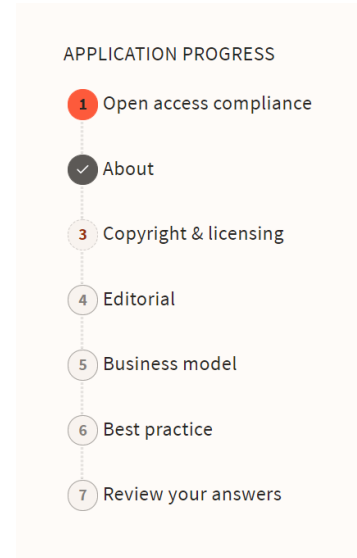 APPLICATION PROGRESS
1 Open access compliance
About
3 Copyright & licensing
4 Editorial
5 Business model
6 Best practice
7 Review your answers